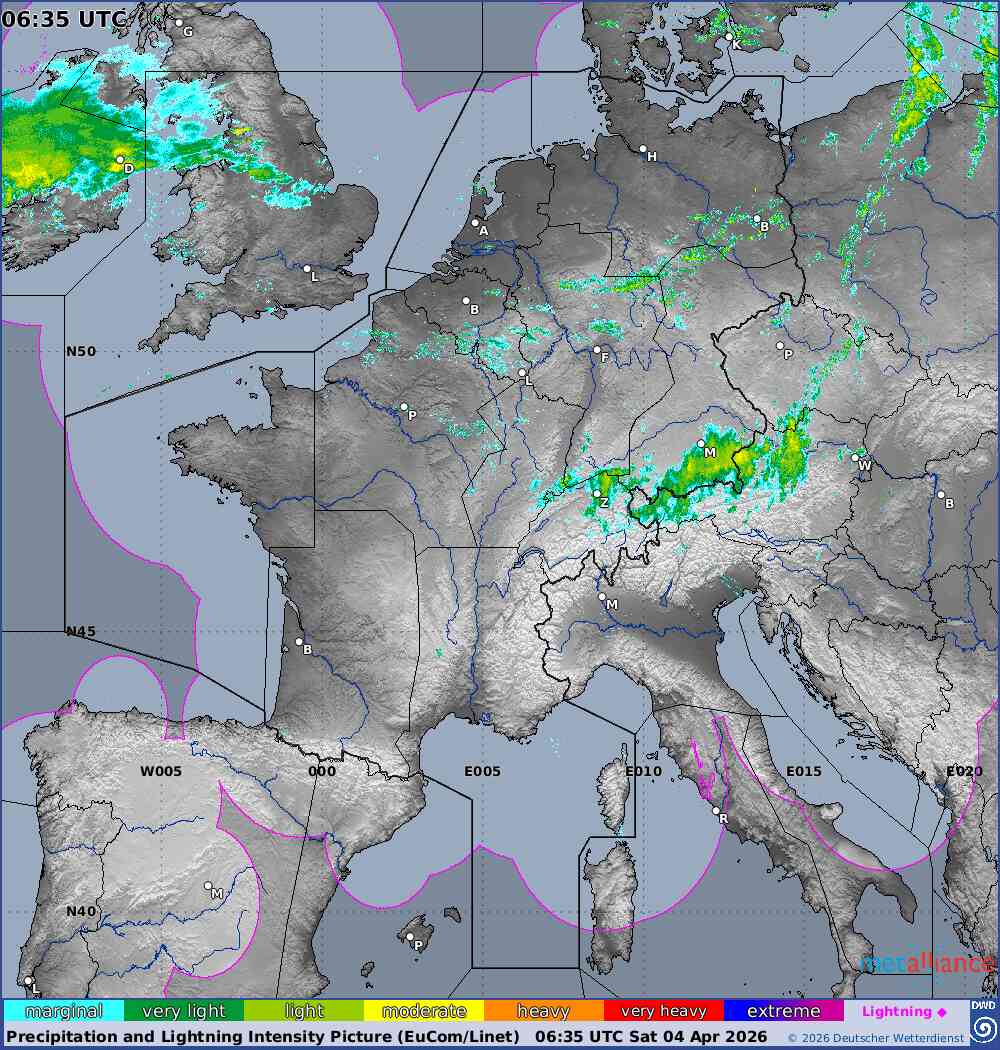 06:35 UTC
G
K
D
H
A
B
L
B
N50
P
F
L
P
M
W
Z
B
M
N45
B
W005
000
E005
E010
E015
E020
R
M
N40
P
metalliance
L
marginal very light light moderate heavy very heavy extreme Lightning ◆
DWD
Precipitation and Lightning Intensity Picture (EuCom/Linet) 06:35 UTC Sat 04 Apr 2026 © 2026 Deutscher Wetterdienst